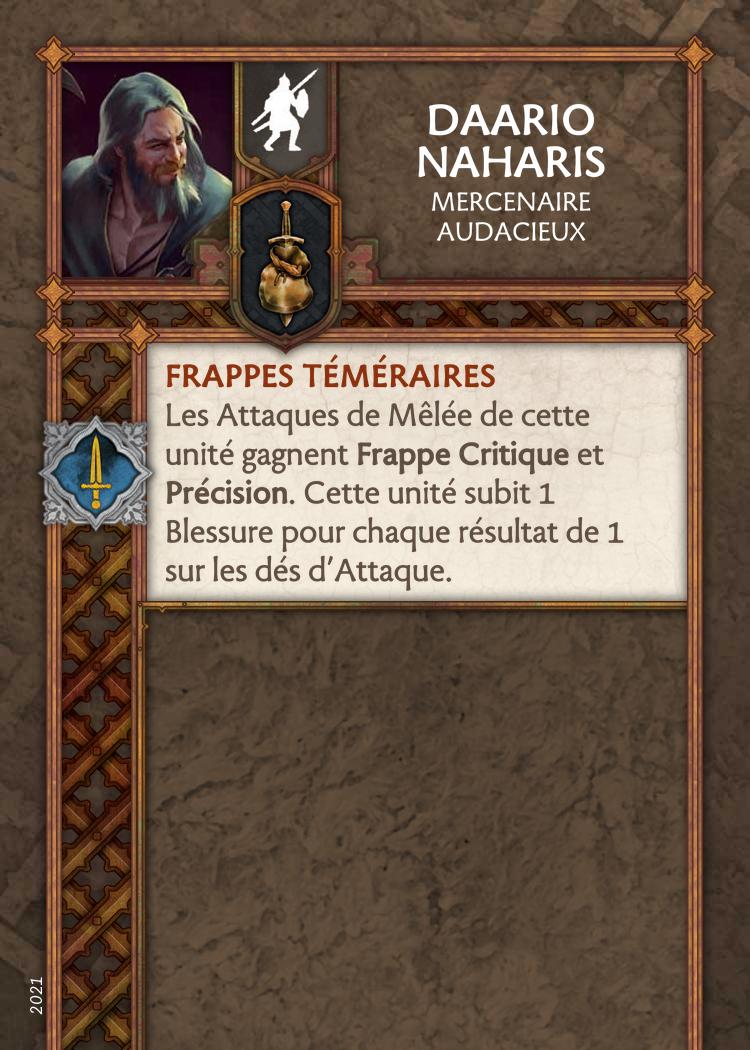 DAARIO
NAHARIS
MERCENAIRE
AUDACIEUX
FRAPPES TÉMÉRAIRES
Les Attaques de Mêlée de cette
unité gagnent Frappe Critique et
Précision. Cette unité subit 1
Blessure pour chaque résultat de 1
sur les dés d'Attaque.
2021